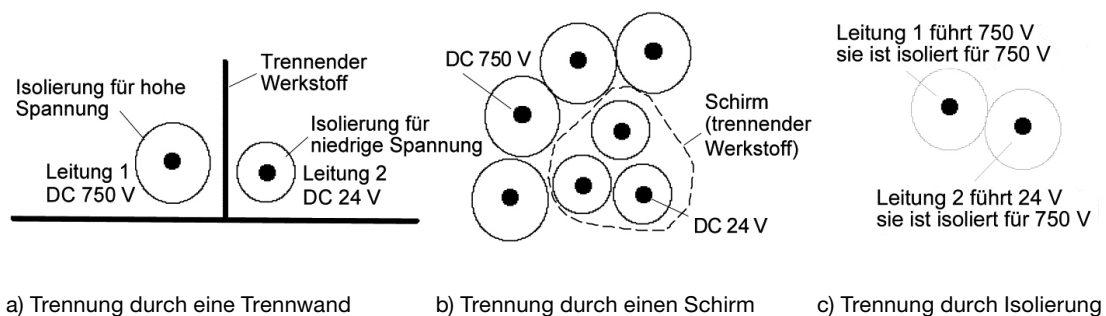 Trennender
Werkstoff
Isolierung für hohe
Spannung
Leitung 1
DC 750 V
Isolierung für
niedrige Spannung
Leitung 2
DC 24 V
a) Trennung durch eine Trennwand
DC 750 V
Schirm
(trennender
Werkstoff)
DC 24 V
b) Trennung durch einen Schirm
Leitung 1 führt 750 V
sie ist isoliert für 750 V
Leitung 2 führt 24 V
sie ist isoliert für 750 V
c) Trennung durch Isolierung